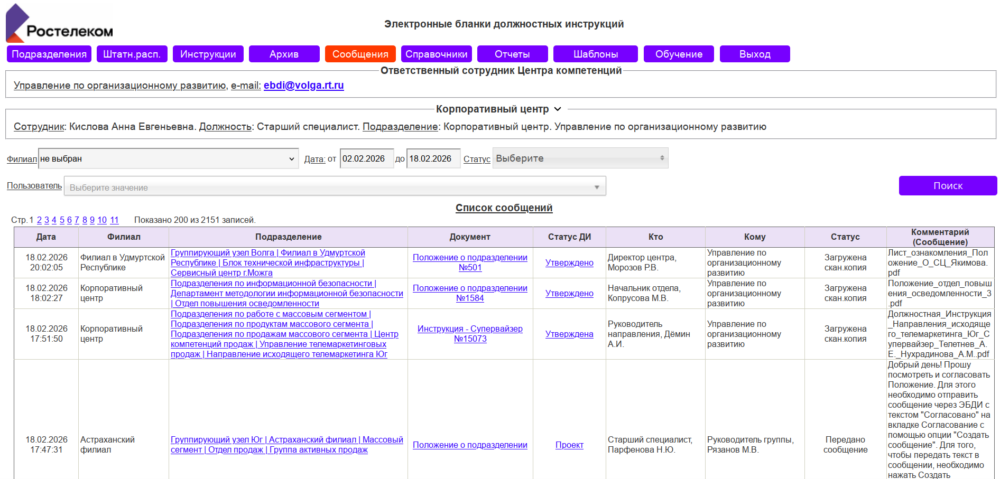 Ростелеком
Электронные бланки должностных инструкций
Подразделения Штатн.расп. Инструкции Архив Сообщения Справочники Отчеты Шаблоны Обучение Выход
Ответственный сотрудник Центра компетенций
Управление по организационному развитию, e-mail: ebdi@volga.rt.ru
Корпоративный центр
Сотрудник: Кислова Анна Евгеньевна. Должность: Старший специалист. Подразделение: Корпоративный центр. Управление по организационному развитию
Филиал не выбран Дата: от 02.02.2026 до 18.02.2026 Статус Выберите
Пользователь Выберите значение Поиск
Список сообщений
Стр. 1 2 3 4 5 6 7 8 9 10 11 Показано 200 из 2151 записей.
Дата Филиал Подразделение Документ Статус ДИ Кто Кому Статус Комментарий
(Сообщение)
18.02.2026
20:02:05
Филиал в Удмуртской
Республике
Группирующий узел Волга | Филиал в Удмуртской
Республике | Блок технической инфраструктуры |
Сервисный центр г.Можга
Положение о подразделении
№501
Утверждено
Директор центра,
Морозов Р.В.
Управление по
организационному
развитию
Загружена
скан.копия
Лист_ознакомления_Пол
ожение_О_СЦ_Якимова.
pdf
18.02.2026
18:02:27
Корпоративный
центр
Подразделения по информационной безопасности |
Департамент методологии информационной безопасности
| Отдел повышения осведомленности
Положение о подразделении
№1584
Утверждено
Начальник отдела,
Копрусова М.В.
Управление по
организационному
развитию
Загружена
скан.копия
Положение_отдел_повыш
ения_осведомленности_3
.pdf
18.02.2026
17:51:50
Корпоративный
центр
Подразделения по работе с массовым сегментом |
Подразделения по продуктам массового сегмента |
Подразделения по продажам массового сегмента | Центр
компетенций продаж | Управление телемаркетинговых
продаж | Направление исходящего телемаркетинга Юг
Инструкция - Супервайзер
№15073
Утверждена
Руководитель
направления, Дёмин
А.И.
Управление по
организационному
развитию
Загружена
скан.копия
Должностная_Инструкция
_Направления_исходяще
го_телемаркетинга_Юг_С
упервайзер_Телетнев_А.
Е._Нухрадинова_А.М..pdf
18.02.2026
17:47:31
Астраханский
филиал
Группирующий узел Юг | Астраханский филиал | Массовый
сегмент | Отдел продаж | Группа активных продаж
Положение о подразделении
Проект
Старший специалист,
Парфенова Н.Ю.
Руководитель группы,
Рязанов М.В.
Передано
сообщение
Добрый день! Прошу
посмотреть и согласовать
Положение. Для этого
необходимо отправить
сообщение через ЭБДИ с
текстом "Согласовано" на
вкладке Согласование с
помощью опции "Создать
сообщение". Для того,
чтобы передать текст в
сообщении, необходимо
нажать Создать